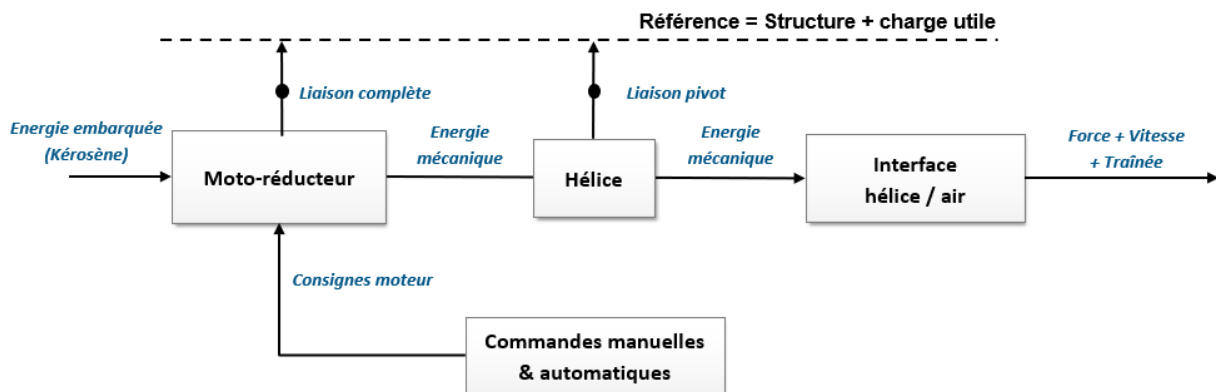 Référence = Structure + charge utile
Liaison complète
Liaison pivot
Energie embarquée
(Kérosène)
Moto-réducteur
Energie
mécanique
Hélice
Energie
mécanique
Interface
hélice / air
Force + Vitesse
+ Traînée
Consignes moteur
Commandes manuelles
& automatiques